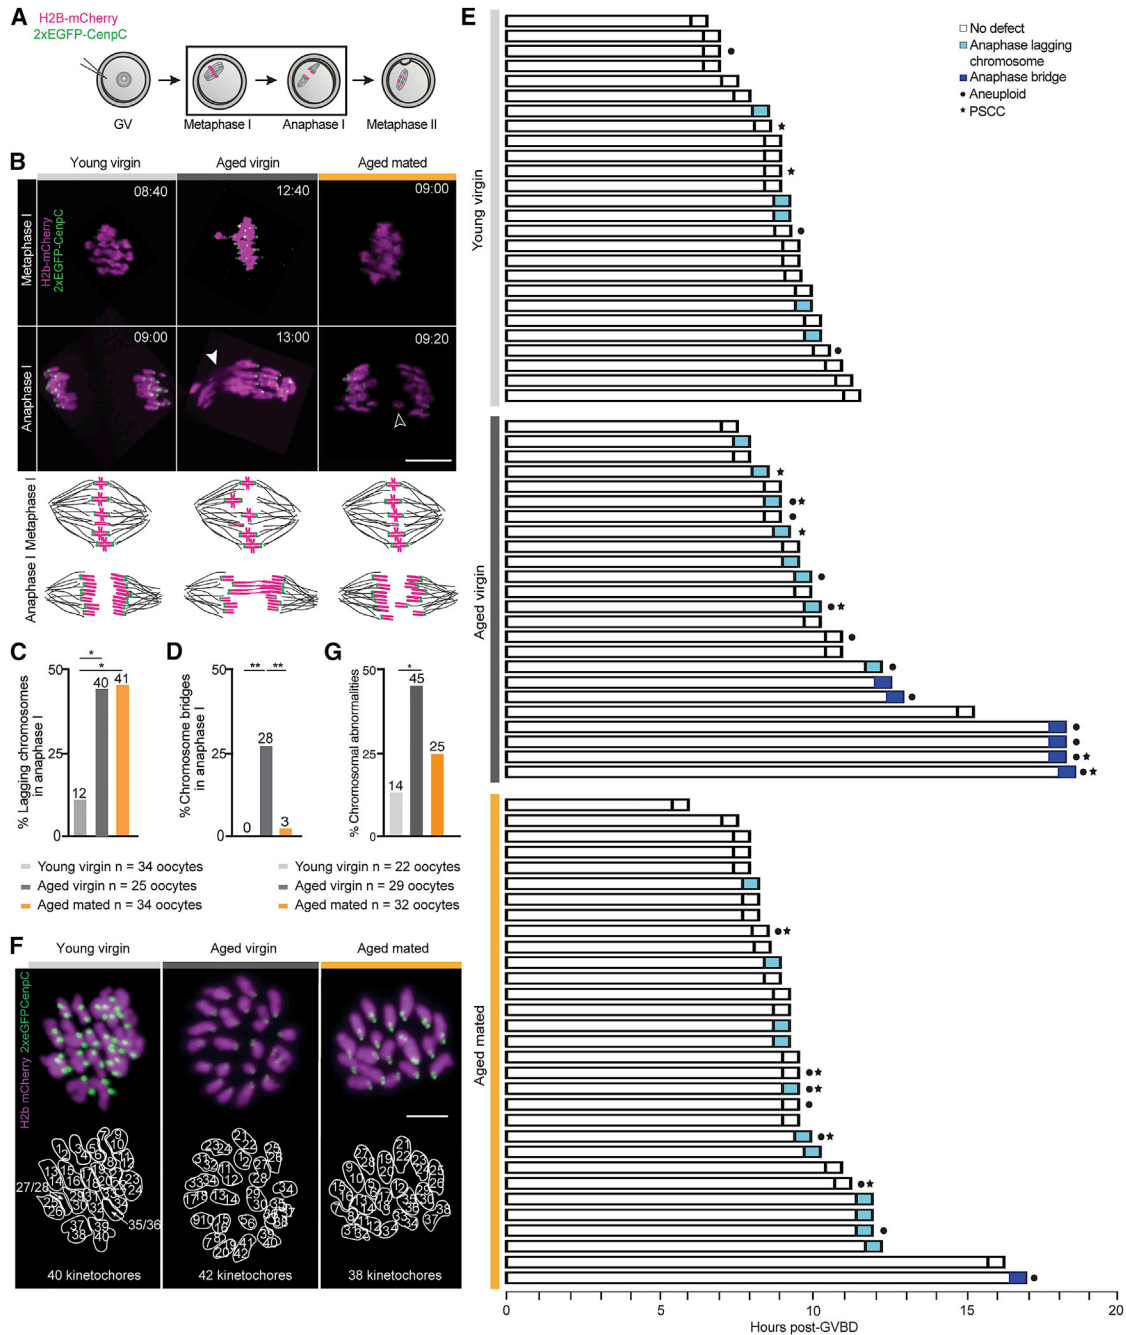 A
H2B-mCherry
2xEGFP-CenpC
GV
Metaphase I
Anaphase I
Metaphase II
B
Young virgin
Aged virgin
Aged mated
Metaphase I
H2b-mCherry
2xEGFP-CenpC
08:40
12:40
09:00
Anaphase I
09:00
13:00
09:20
Metaphase I
Anaphase I
C
% Lagging chromosomes
in anaphase I
50
25
0
12
40
41
*
*
D
% Chromosome bridges
in anaphase I
50
25
0
0
28
3
**
**
G
% Chromosomal abnormalities
50
25
0
14
45
25
*
Young virgin n = 34 oocytes
Aged virgin n = 25 oocytes
Aged mated n = 34 oocytes
Young virgin n = 22 oocytes
Aged virgin n = 29 oocytes
Aged mated n = 32 oocytes
F
Young virgin
Aged virgin
Aged mated
H2b mCherry 2xeGFPCenpC
27/28
35/36
40 kinetochores
42 kinetochores
38 kinetochores
E
No defect
Anaphase lagging
chromosome
Anaphase bridge
Aneuploid
PSCC
Young virgin
Aged virgin
Aged mated
0
5
10
15
20
Hours post-GVBD